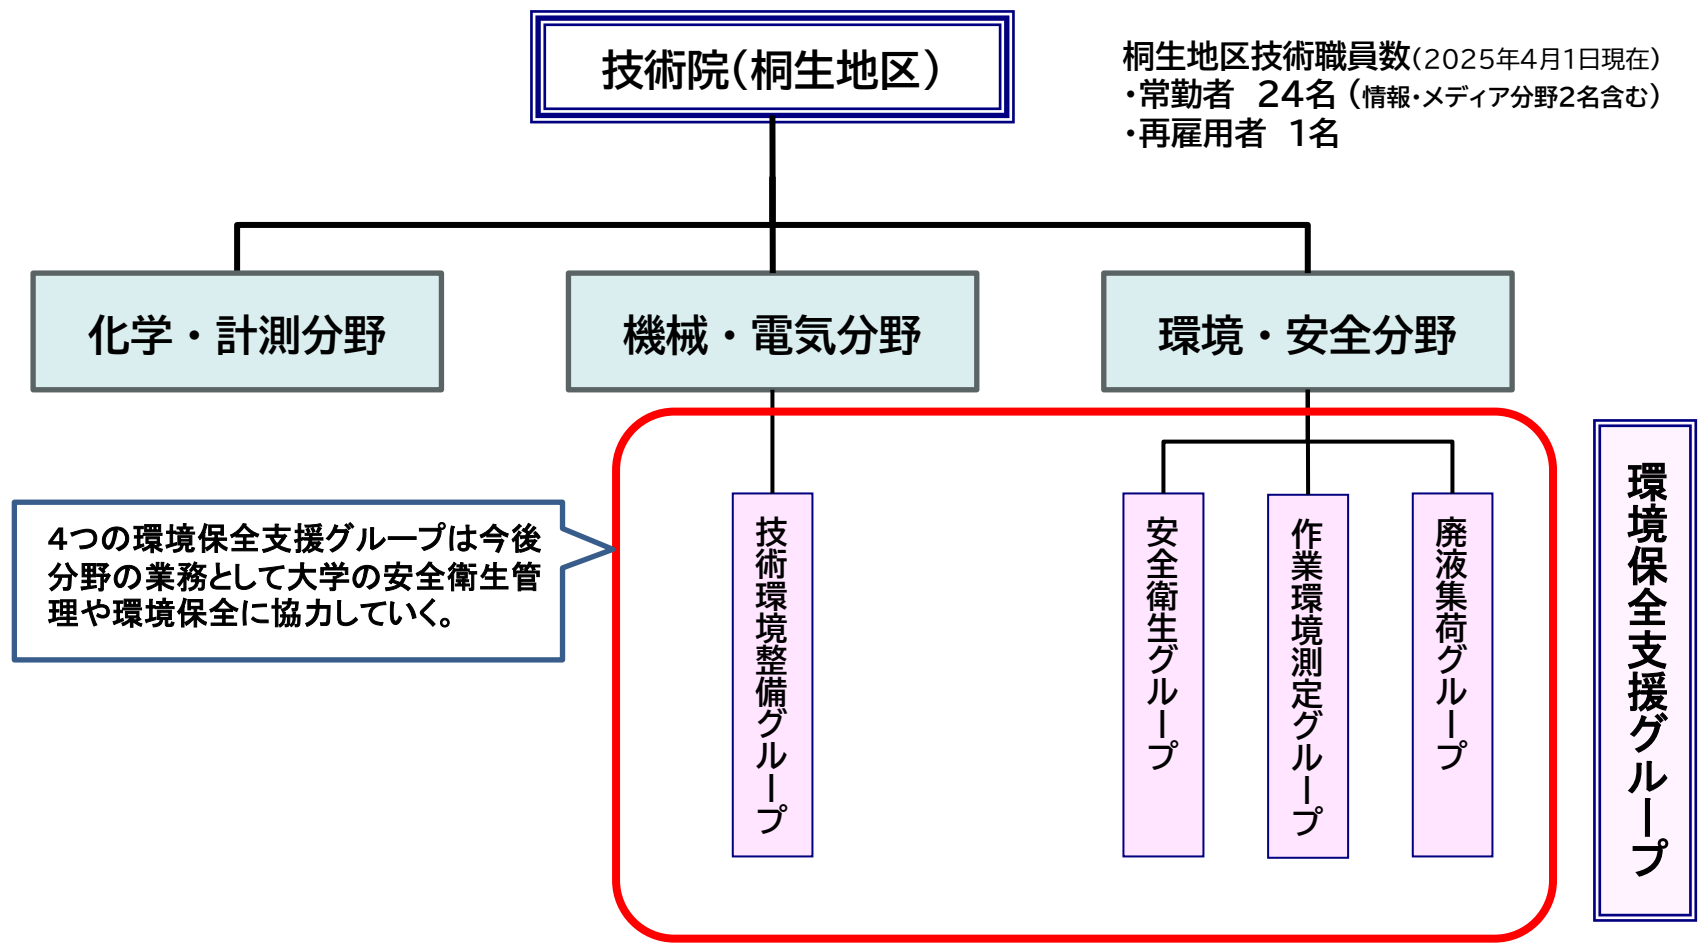 技術院(桐生地区)
桐生地区技術職員数(2025年4月1日現在)
・常勤者　24名 (情報・メディア分野2名含む)
・再雇用者　1名
化学・計測分野
機械・電気分野
環境・安全分野
4つの環境保全支援グループは今後
分野の業務として大学の安全衛生管
理や環境保全に協力していく。
技術環境整備グループ
安全衛生グループ
作業環境測定グループ
廃液集荷グループ
環境保全支援グループ